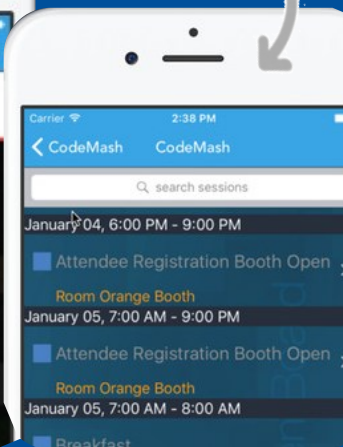 Carrier 2:38 PM
CodeMash CodeMash
search sessions
January 04, 6:00 PM - 9:00 PM
Attendee Registration Booth Open
Room Orange Booth
January 05, 7:00 AM - 9:00 PM
Attendee Registration Booth Open
Room Orange Booth
January 05, 7:00 AM - 8:00 AM
Breakfast